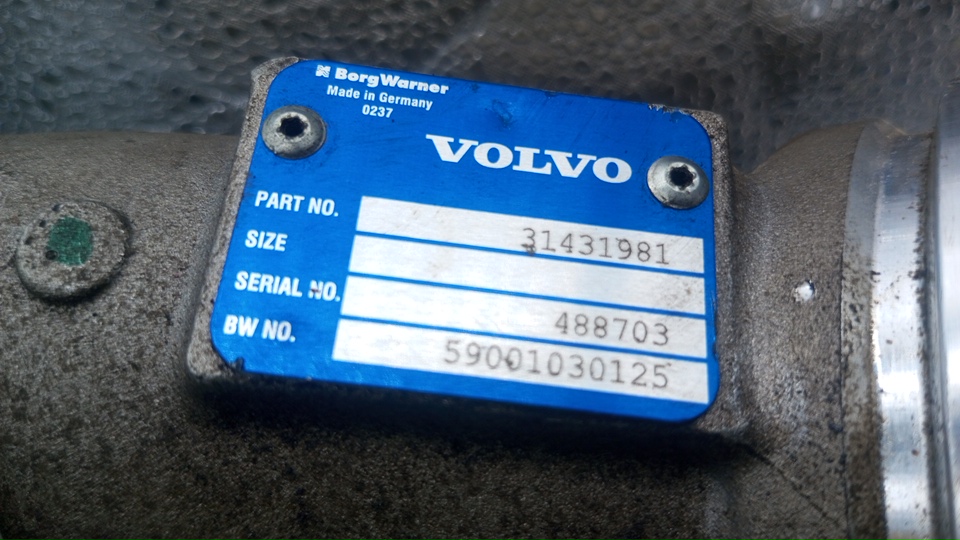 BorgWarner
Made in Germany
0237
VOLVO
PART NO. 31431981
SIZE
SERIAL NO. 488703
BW NO. 59001030125